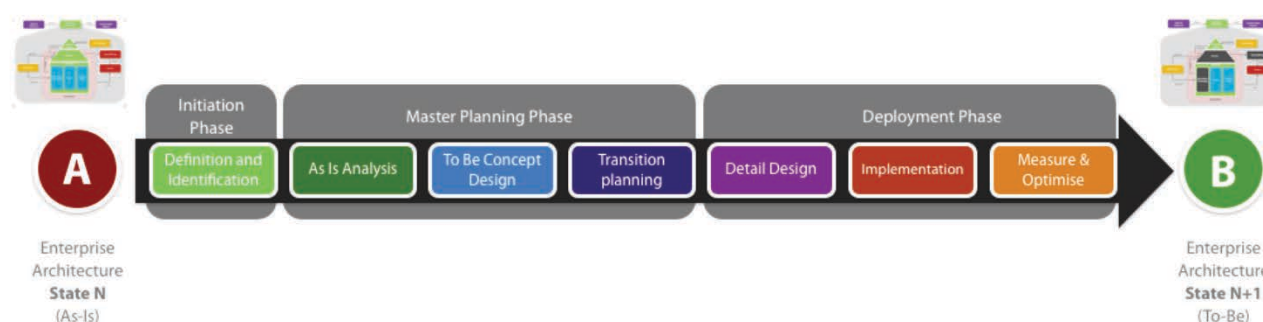 Initiation
Phase
Master Planning Phase
Deployment Phase
A
Definition and
Identification
As Is Analysis
To Be Concept
Design
Transition
planning
Detail Design
Implementation
Measure &
Optimise
B
Enterprise
Architecture
State N
(As-Is)
Enterprise
Architecture
State N+1
(To-Be)